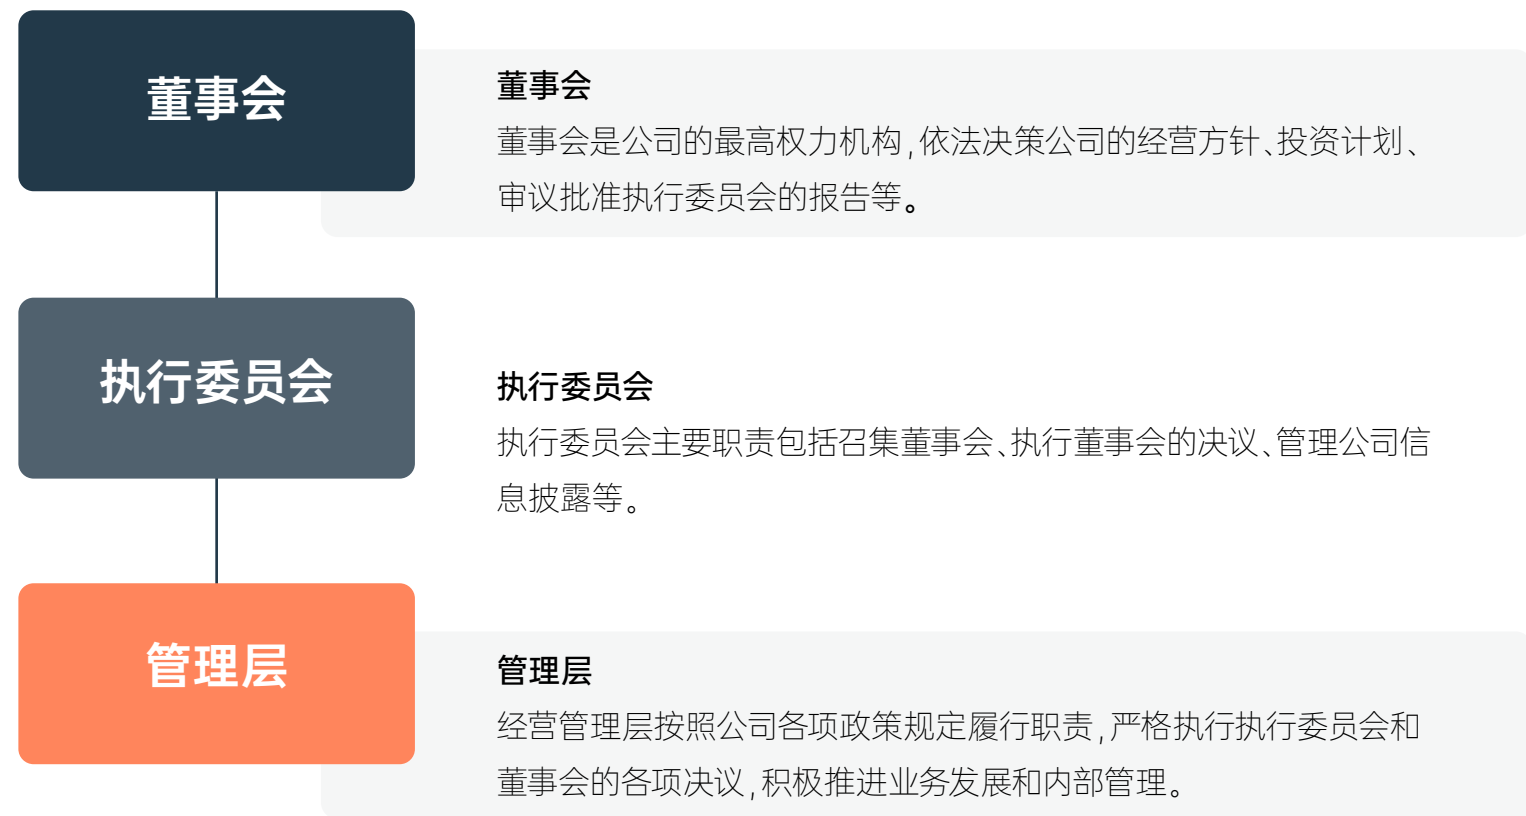 董事会
董事会
董事会是公司的最高权力机构,依法决策公司的经营方针、投资计划、
审议批准执行委员会的报告等。
执行委员会
执行委员会
执行委员会主要职责包括召集董事会、执行董事会的决议、管理公司信
息披露等。
管理层
管理层
经营管理层按照公司各项政策规定履行职责,严格执行执行委员会和
董事会的各项决议,积极推进业务发展和内部管理。